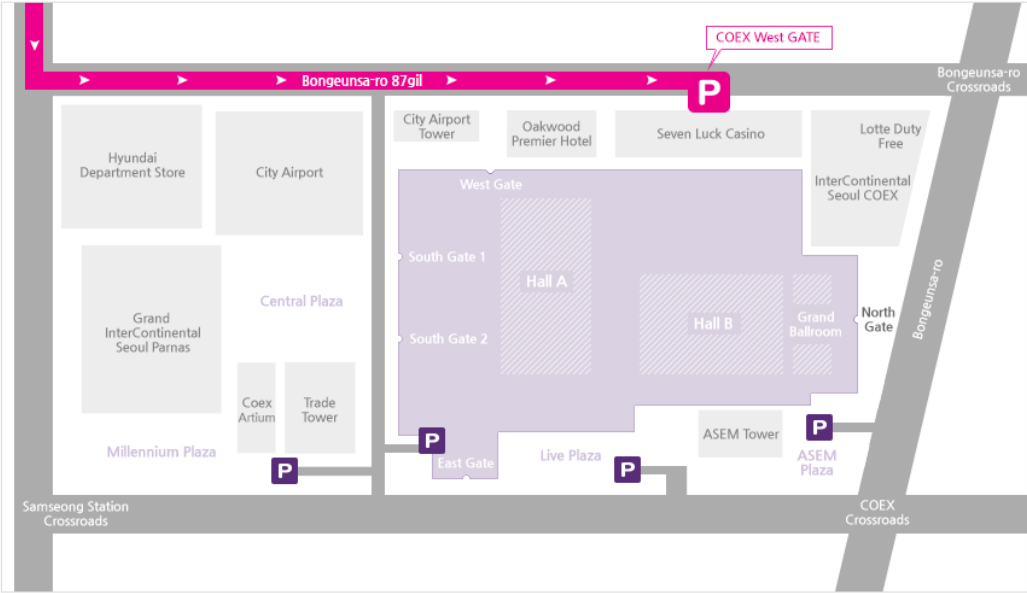 COEX West GATE
Bongeunsa-ro 87gil
P
Bongeunsa-ro
Crossroads
Hyundai
Department Store
City Airport
City Airport
Tower
Oakwood
Premier Hotel
Seven Luck Casino
Lotte Duty
Free
InterContinental
Seoul COEX
West Gate
South Gate 1
Hall A
Central Plaza
Grand
InterContinental
Seoul Parnas
South Gate 2
Hall B
Grand
Ballroom
North
Gate
Bongeunsa-ro
Coex
Artium
Trade
Tower
Millennium Plaza
P
P
East Gate
Live Plaza
P
ASEM Tower
P
ASEM
Plaza
Samseong Station
Crossroads
COEX
Crossroads